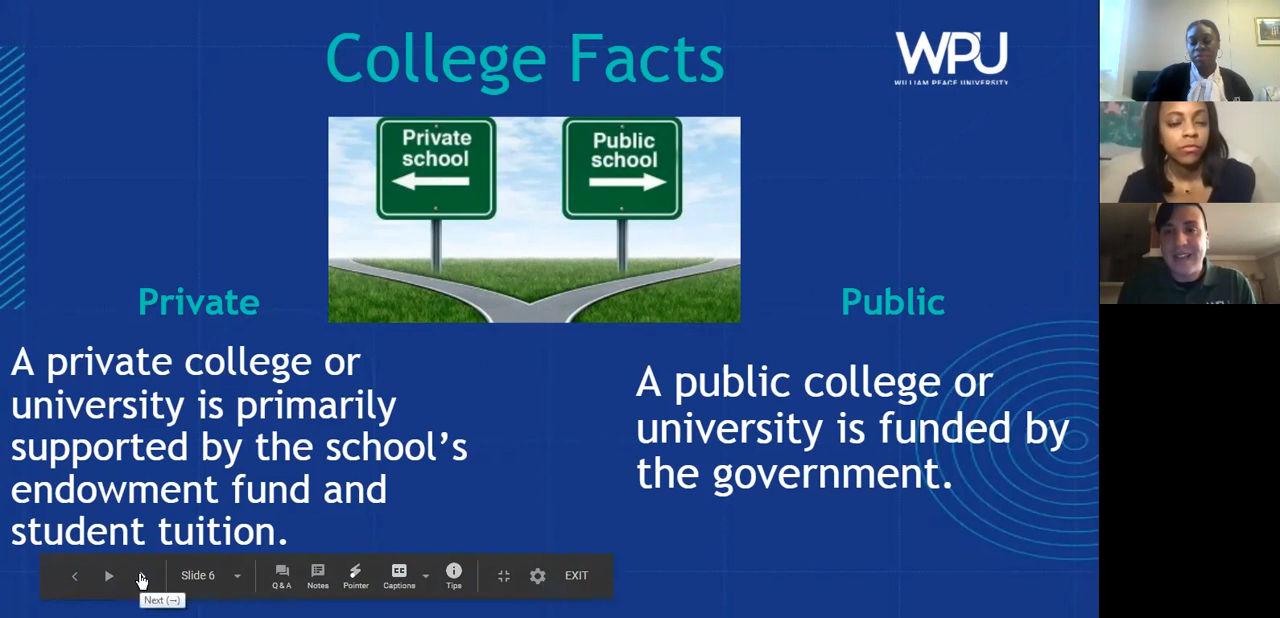 College Facts
WPU
WILLIAM PEACE UNIVERSITY
Private
school
Public
school
Private
Public
A private college or
university is primarily
supported by the school's
endowment fund and
student tuition.
A public college or
university is funded by
the government.
Slide 6
Q & A
Notes
Pointer
CC
Captions
Tips
EXIT
Next (→)
WPU